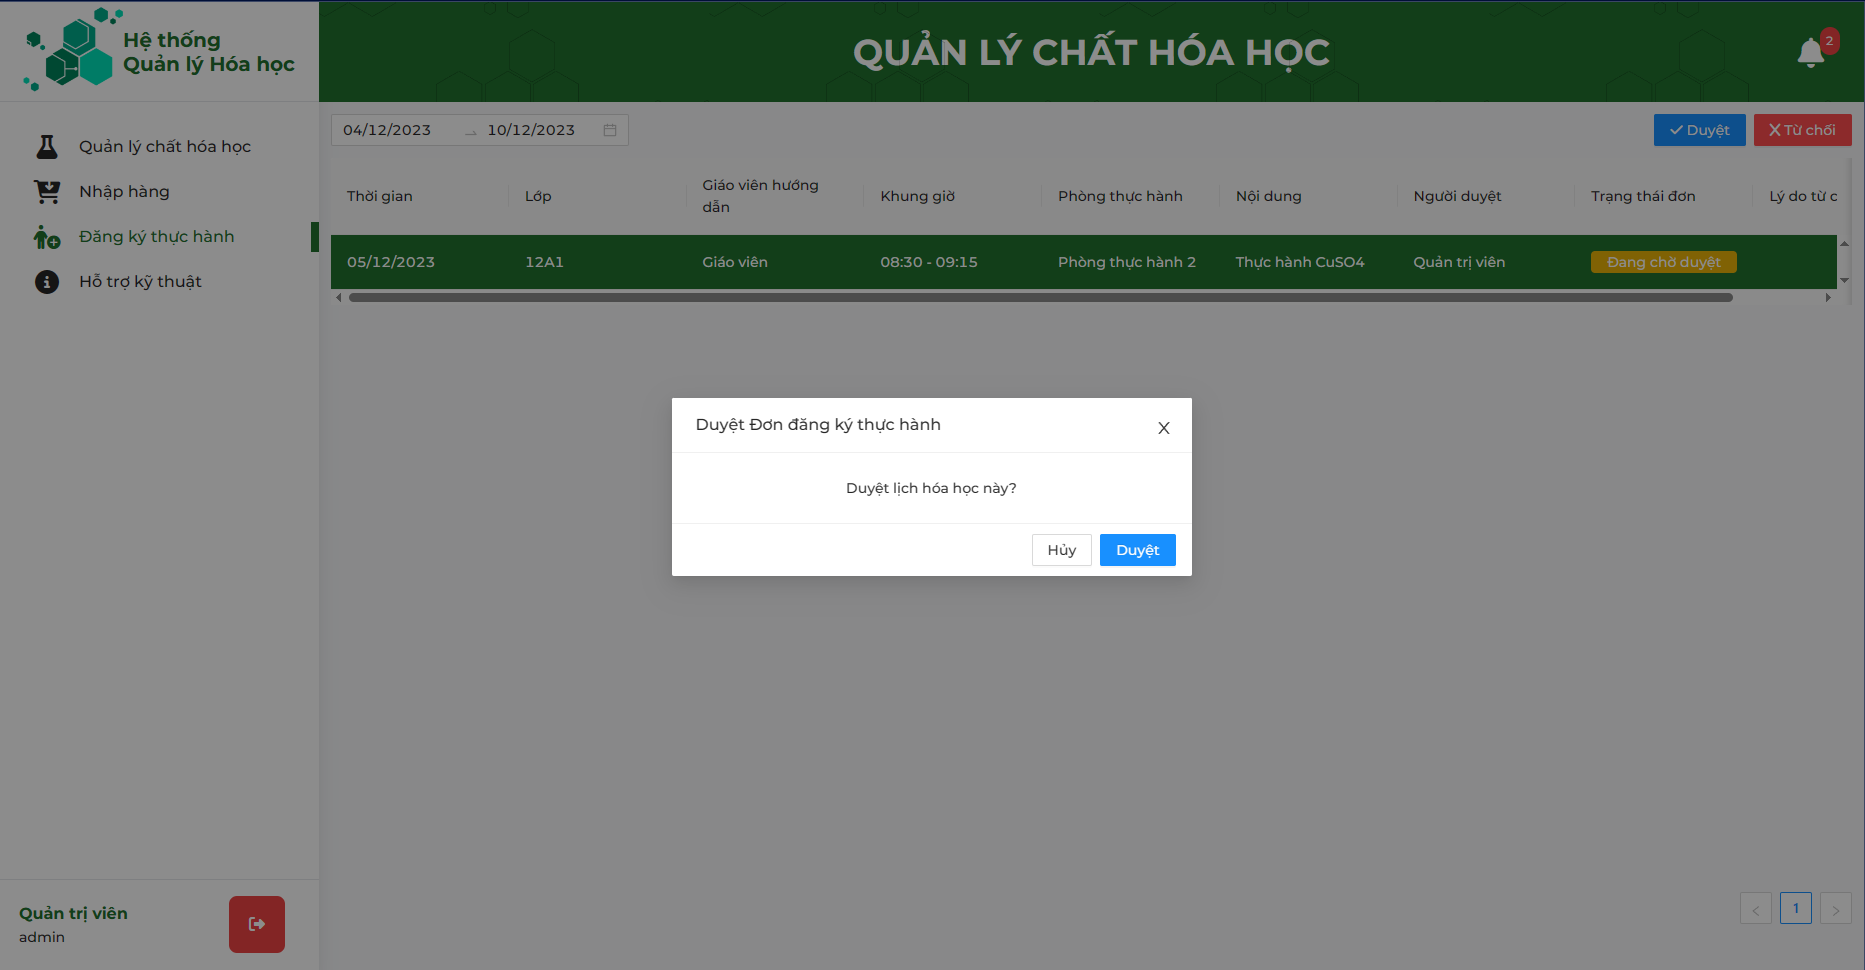 Hệ thống
Quản lý Hóa học
QUẢN LÝ CHẤT HÓA HỌC
2
Quản lý chất hóa học
Nhập hàng
Đăng ký thực hành
Hỗ trợ kỹ thuật
04/12/2023 → 10/12/2023
Duyệt
Từ chối
Thời gian
Lớp
Giáo viên hướng
dẫn
Khung giờ
Phòng thực hành
Nội dung
Người duyệt
Trạng thái đơn
Lý do từ c
05/12/2023
12A1
Giáo viên
08:30 - 09:15
Phòng thực hành 2
Thực hành CuSO4
Quản trị viên
Đang chờ duyệt
Duyệt Đơn đăng ký thực hành
X
Duyệt lịch hóa học này?
Hủy
Duyệt
Quản trị viên
admin
< 1 >